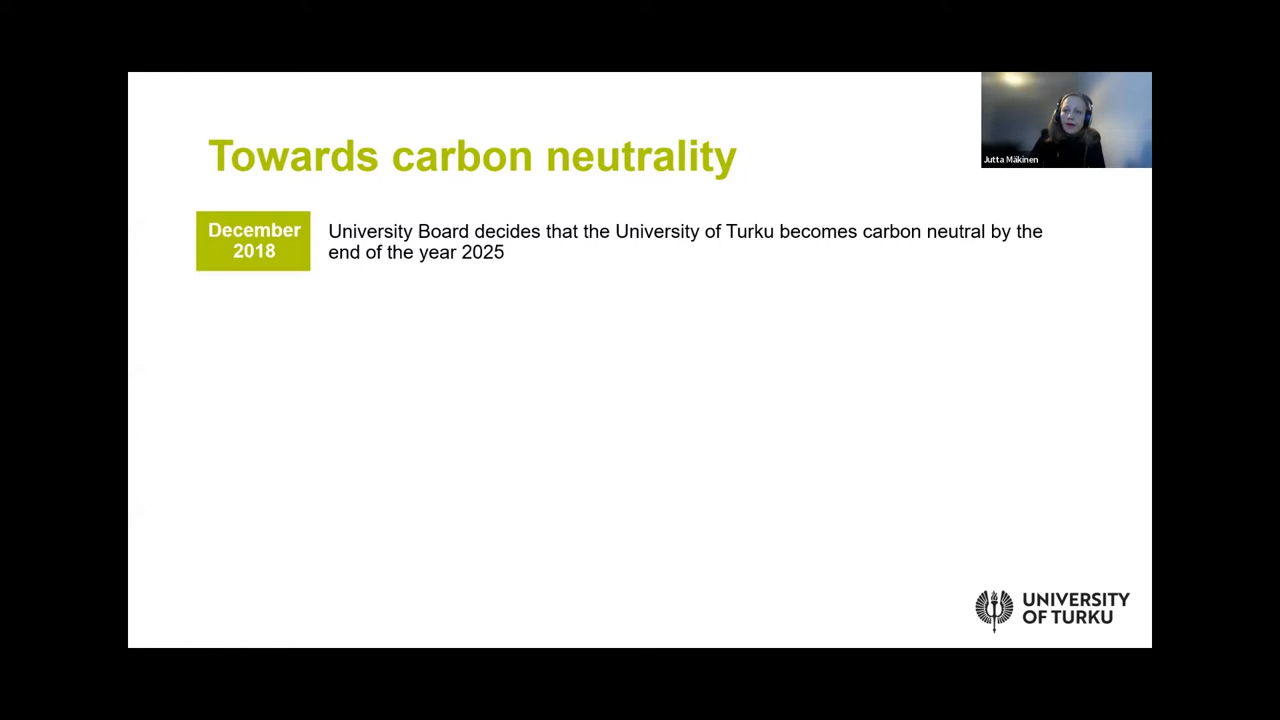 Towards carbon neutrality
Jutta Mäkinen
December
2018
University Board decides that the University of Turku becomes carbon neutral by the
end of the year 2025
UNIVERSITY
OF TURKU